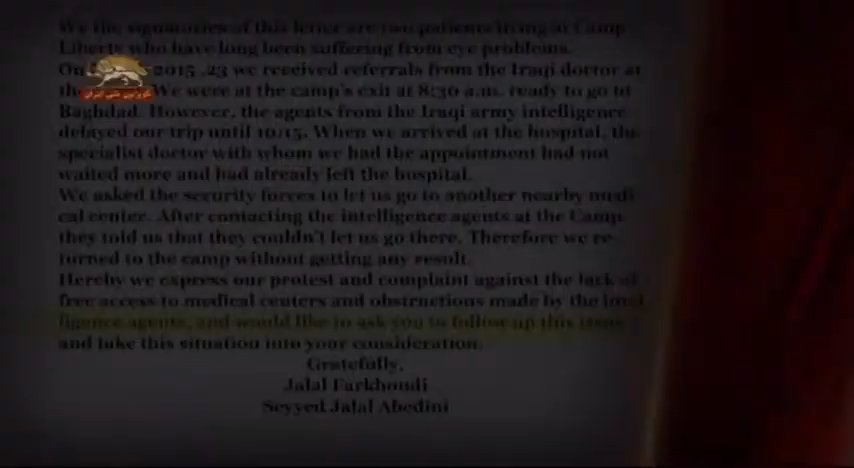 We the signatories of this letter are two patients living at Camp
Liberty who have long been suffering from eye problems.
On 2015 .23 we received referrals from the Iraqi doctor at
We were at the camp's exit at 8:30 a.m. ready to go to
Baghdad. However, the agents from the Iraqi army intelligence
delayed our trip until 10:15. When we arrived at the hospital, the
specialist doctor with whom we had the appointment had not
waited more and had already left the hospital.
We asked the security forces to let us go to another nearby medi-
cal center. After contacting the intelligence agents at the Camp
they told us that they couldn't let us go there. Therefore we re-
turned to the camp without getting any result.
Hereby we express our protest and complaint against the lack of
free access to medical centers and obstructions made by the intel-
ligence agents, and would like to ask you to follow up this issue
and take this situation into your consideration.
Gratefully,
Jalal Farkhondi
Seyyed Jalal Abedini